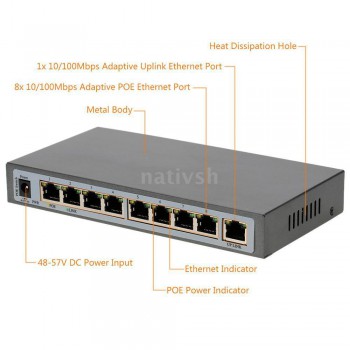 Heat Dissipation Hole
1x 10/100Mbps Adaptive Uplink Ethernet Port
8x 10/100Mbps Adaptive POE Ethernet Port
Metal Body
nativsh
48-57V DC Power Input
Ethernet Indicator
POE Power Indicator